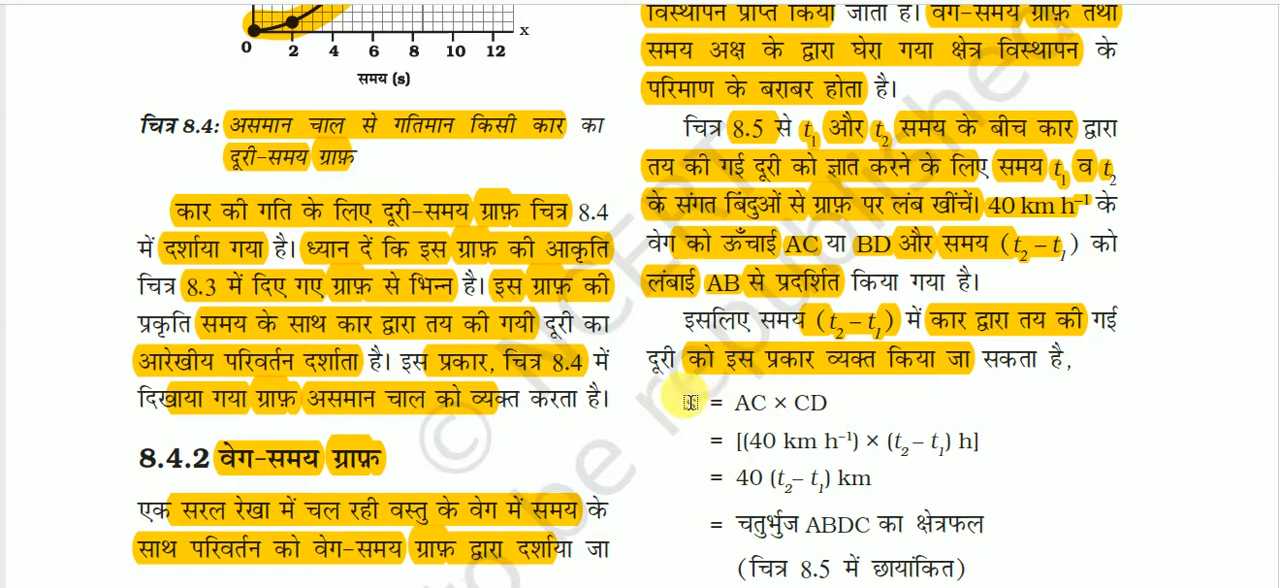 0 2 4 6 8 10 12 x
समय (s)
चित्र 8.4: असमान चाल से गतिमान किसी कार का
दूरी-समय ग्राफ़
कार की गति के लिए दूरी-समय ग्राफ़ चित्र 8.4
में दर्शाया गया है। ध्यान दें कि इस ग्राफ़ की आकृति
चित्र 8.3 में दिए गए ग्राफ़ से भिन्न है। इस ग्राफ़ की
प्रकृति समय के साथ कार द्वारा तय की गयी दूरी का
आरेखीय परिवर्तन दर्शाता है। इस प्रकार, चित्र 8.4 में
दिखाया गया ग्राफ़ असमान चाल को व्यक्त करता है।
8.4.2 वेग-समय ग्राफ़
एक सरल रेखा में चल रही वस्तु के वेग में समय के
साथ परिवर्तन को वेग-समय ग्राफ़ द्वारा दर्शाया जा
विस्थापन प्राप्त किया जाता है। वेग-समय ग्राफ़ तथा
समय अक्ष के द्वारा घेरा गया क्षेत्र विस्थापन के
परिमाण के बराबर होता है।
चित्र 8.5 से t₁ और t₂ समय के बीच कार द्वारा
तय की गई दूरी को ज्ञात करने के लिए समय t₁ व t₂
के संगत बिंदुओं से ग्राफ़ पर लंब खींचें। 40 km h⁻¹ के
वेग को ऊँचाई AC या BD और समय (t₂ – t₁) को
लंबाई AB से प्रदर्शित किया गया है।
इसलिए समय (t₂ – t₁) में कार द्वारा तय की गई
दूरी को इस प्रकार व्यक्त किया जा सकता है,
= AC × CD
= [(40 km h⁻¹) × (t₂ – t₁) h]
= 40 (t₂– t₁) km
= चतुर्भुज ABDC का क्षेत्रफल
(चित्र 8.5 में छायांकित)
© NCERT
to be republished